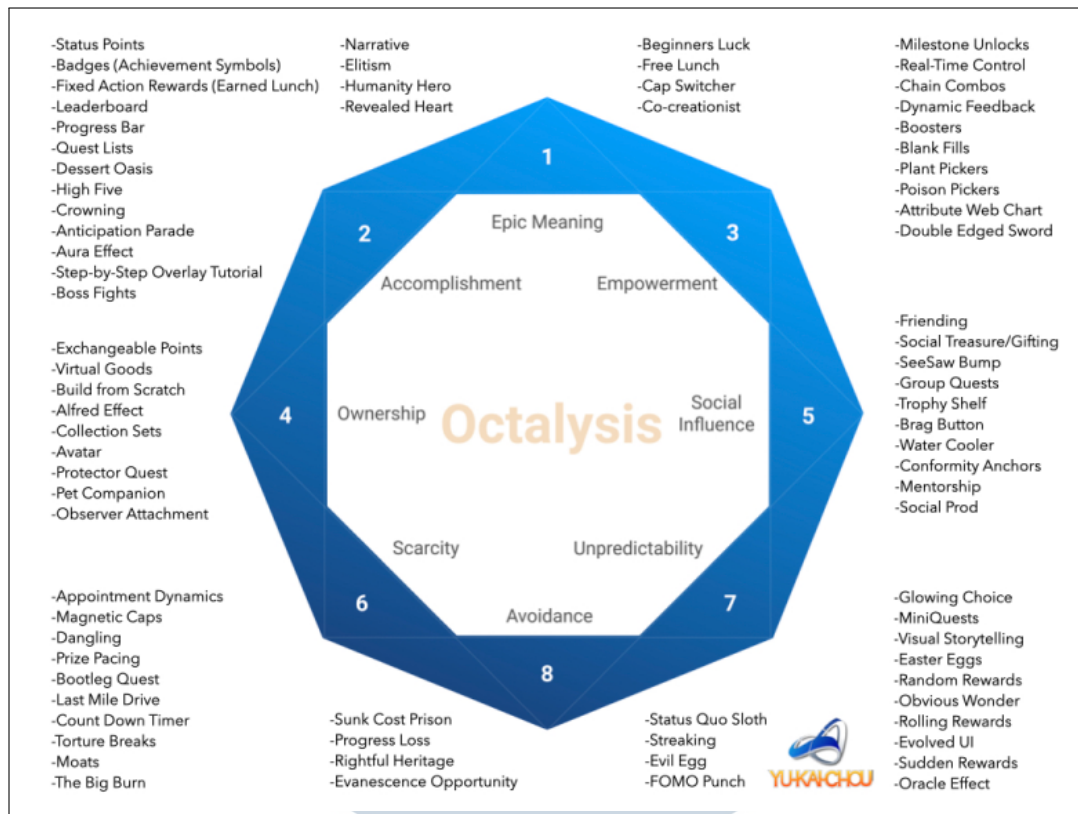 -Status Points
-Badges (Achievement Symbols)
-Fixed Action Rewards (Earned Lunch)
-Leaderboard
-Progress Bar
-Quest Lists
-Dessert Oasis
-High Five
-Crowning
-Anticipation Parade
-Aura Effect
-Step-by-Step Overlay Tutorial
-Boss Fights
-Narrative
-Elitism
-Humanity Hero
-Revealed Heart
-Beginners Luck
-Free Lunch
-Cap Switcher
-Co-creationist
-Milestone Unlocks
-Real-Time Control
-Chain Combos
-Dynamic Feedback
-Boosters
-Blank Fills
-Plant Pickers
-Poison Pickers
-Attribute Web Chart
-Double Edged Sword
1
Epic Meaning
2
Accomplishment
3
Empowerment
-Exchangeable Points
-Virtual Goods
-Build from Scratch
-Alfred Effect
-Collection Sets
-Avatar
-Protector Quest
-Pet Companion
-Observer Attachment
4
Ownership
Octalysis
Social
Influence
5
-Friending
-Social Treasure/Gifting
-SeeSaw Bump
-Group Quests
-Trophy Shelf
-Brag Button
-Water Cooler
-Conformity Anchors
-Mentorship
-Social Prod
Scarcity
6
Unpredictability
7
Avoidance
8
-Appointment Dynamics
-Magnetic Caps
-Dangling
-Prize Pacing
-Bootleg Quest
-Last Mile Drive
-Count Down Timer
-Torture Breaks
-Moats
-The Big Burn
-Sunk Cost Prison
-Progress Loss
-Rightful Heritage
-Evanescence Opportunity
-Status Quo Sloth
-Streaking
-Evil Egg
-FOMO Punch
YU-KAI-CHOU
-Glowing Choice
-MiniQuests
-Visual Storytelling
-Easter Eggs
-Random Rewards
-Obvious Wonder
-Rolling Rewards
-Evolved UI
-Sudden Rewards
-Oracle Effect